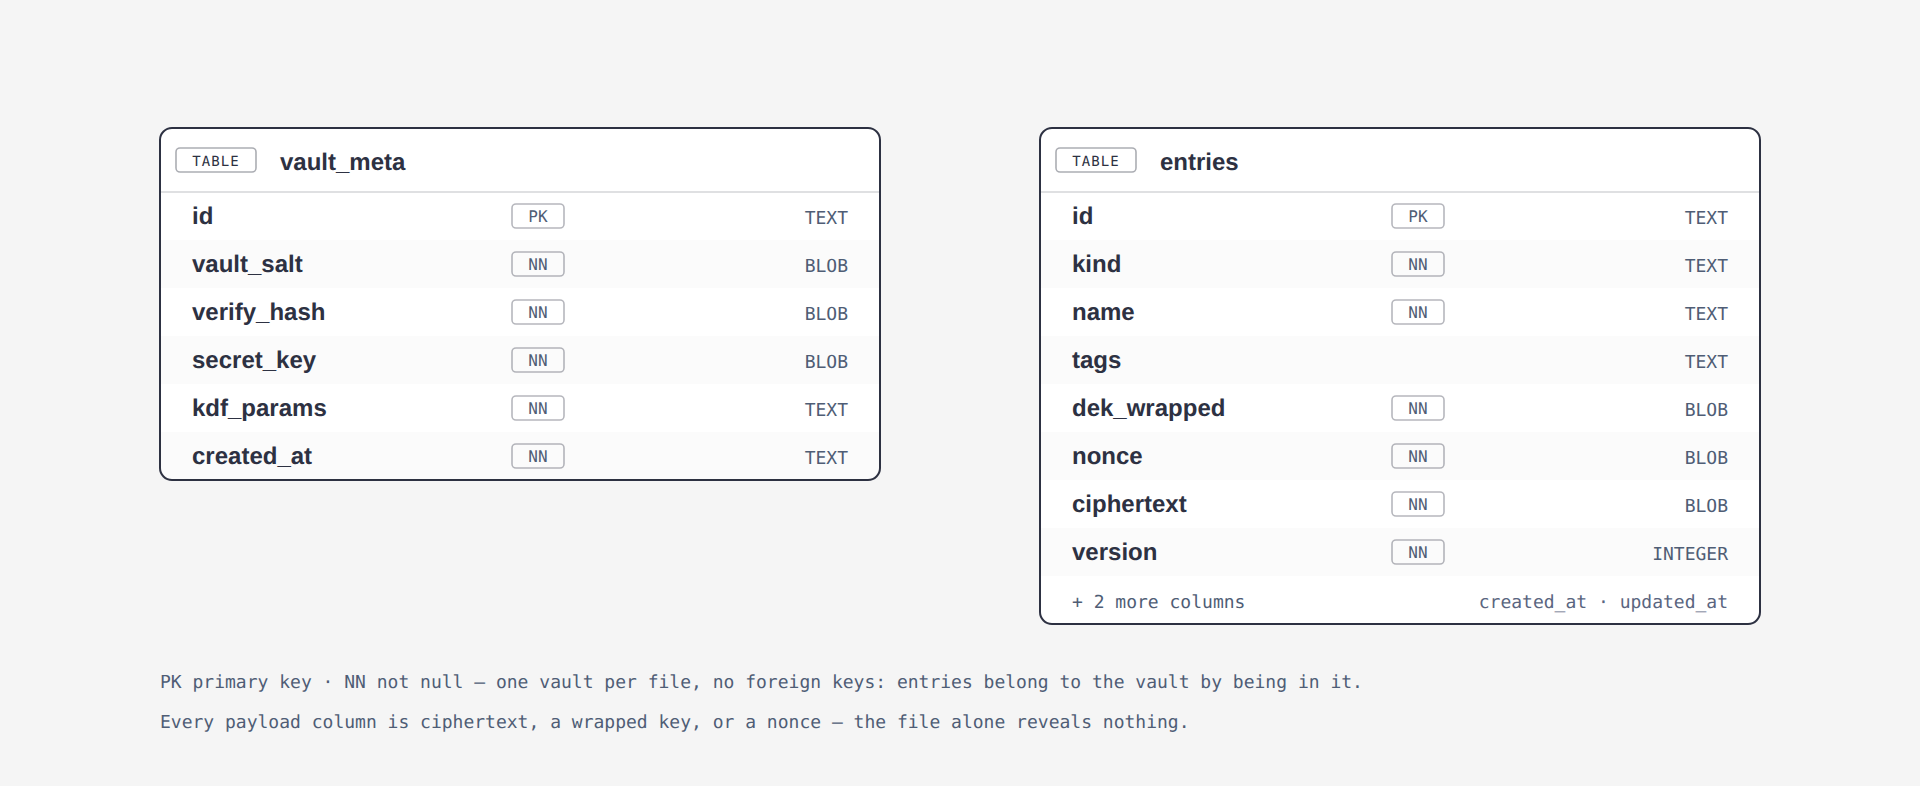 TABLE vault_meta
id PK TEXT
vault_salt NN BLOB
verify_hash NN BLOB
secret_key NN BLOB
kdf_params NN TEXT
created_at NN TEXT
TABLE entries
id PK TEXT
kind NN TEXT
name NN TEXT
tags TEXT
dek_wrapped NN BLOB
nonce NN BLOB
ciphertext NN BLOB
version NN INTEGER
+ 2 more columns created_at · updated_at
PK primary key · NN not null — one vault per file, no foreign keys: entries belong to the vault by being in it.
Every payload column is ciphertext, a wrapped key, or a nonce — the file alone reveals nothing.